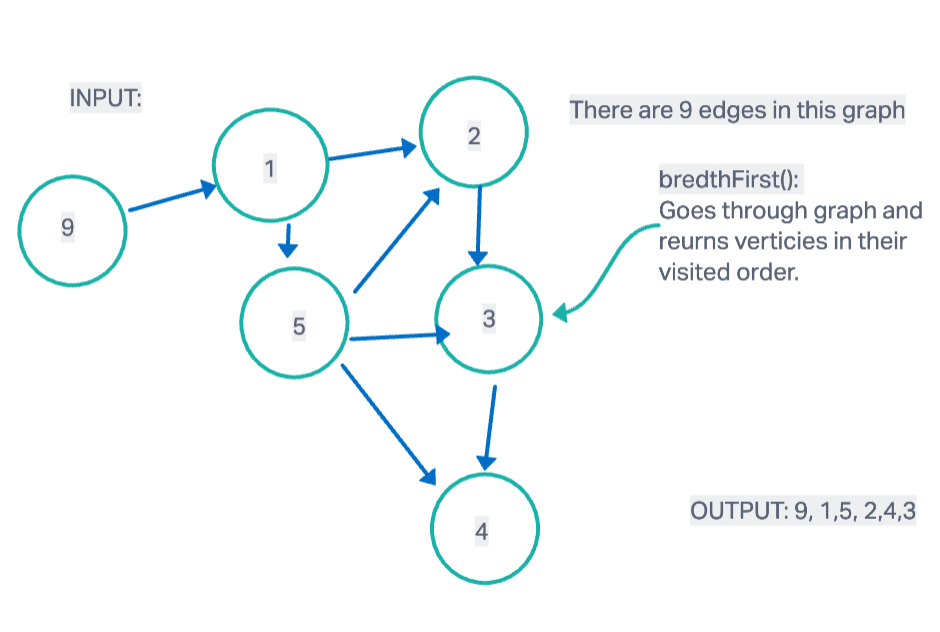 INPUT:
There are 9 edges in this graph
bredthFirst():
Goes through graph and
reurns verticies in their
visited order.
9
1
2
5
3
4
OUTPUT: 9, 1,5, 2,4,3